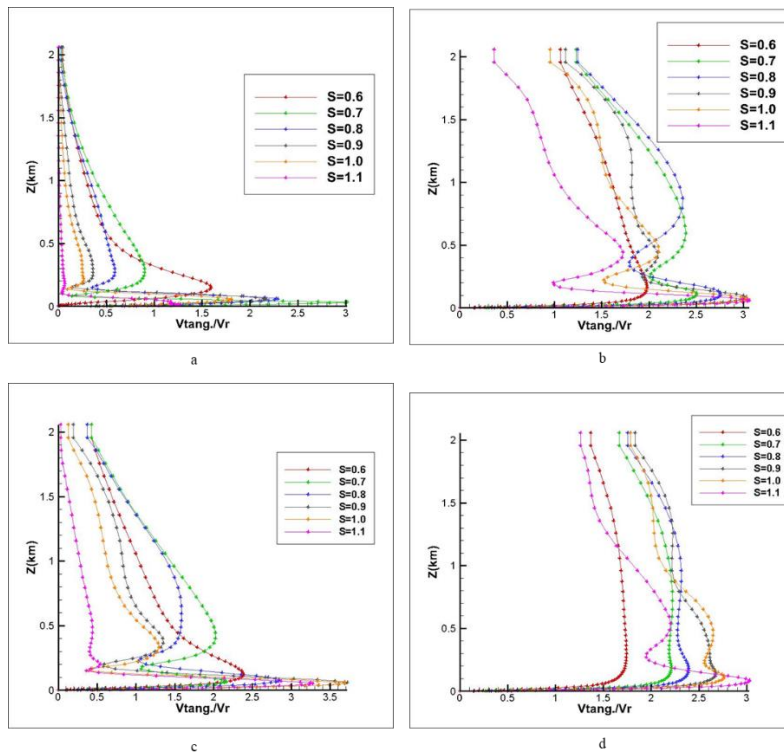 Z(km)
2
1.5
1
0.5
0
0 0.5 1 1.5 2 2.5 3
Vtang./Vr
S=0.6
S=0.7
S=0.8
S=0.9
S=1.0
S=1.1
a
Z(km)
2
1.5
1
0.5
0
0 0.5 1 1.5 2 2.5 3
Vtang./Vr
S=0.6
S=0.7
S=0.8
S=0.9
S=1.0
S=1.1
b
Z(km)
2
1.5
1
0.5
0
0 0.5 1 1.5 2 2.5 3 3.5
Vtang./Vr
S=0.6
S=0.7
S=0.8
S=0.9
S=1.0
S=1.1
c
Z(km)
2
1.5
1
0.5
0
0 0.5 1 1.5 2 2.5 3
Vtang./Vr
S=0.6
S=0.7
S=0.8
S=0.9
S=1.0
S=1.1
d